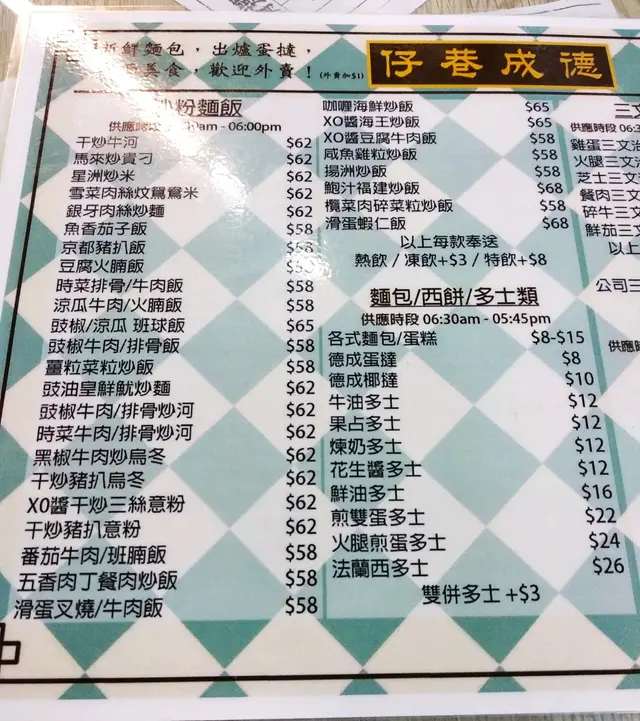 新鮮麵包，出爐蛋撻，
美食，歡迎外賣！(外賣加$1)
仔巷成德
炒粉麵飯
供應時段 am - 06:00pm
干炒牛河 $62
馬來炒貴刁 $62
星洲炒米 $62
雪菜肉絲炆鴛鴦米 $62
銀牙肉絲炒麵 $62
魚香茄子飯 $58
京都豬扒飯 $58
豆腐火腩飯
時菜排骨/牛肉飯 $58
涼瓜牛肉/火腩飯 $58
豉椒/涼瓜 班球飯 $65
豉椒牛肉/排骨飯 $58
薑粒菜粒炒飯 $58
豉油皇鮮魷炒麵 $62
豉椒牛肉/排骨炒河 $62
時菜牛肉/排骨炒河 $62
黑椒牛肉炒烏冬 $62
干炒豬扒烏冬 $62
XO醬干炒三絲意粉 $62
干炒豬扒意粉 $62
番茄牛肉/班腩飯 $58
五香肉丁餐肉炒飯 $58
滑蛋叉燒/牛肉飯 $58
咖喱海鮮炒飯 $65
XO醬海王炒飯 $65
XO醬豆腐牛肉飯 $58
咸魚雞粒炒飯 $58
揚洲炒飯 $58
鮑汁福建炒飯 $68
欖菜肉碎菜粒炒飯 $58
滑蛋蝦仁飯 $68
以上每款奉送
熱飲 / 凍飲+$3 / 特飲+$8
麵包/西餅/多士類
供應時段 06:30am - 05:45pm
各式麵包/蛋糕 $8-$15
德成蛋撻 $8
德成椰撻 $10
牛油多士 $12
果占多士 $12
煉奶多士 $12
花生醬多士 $12
鮮油多士 $16
煎雙蛋多士 $22
火腿煎蛋多士 $24
法蘭西多士 $26
雙併多士 +$3
三文
供應時段 06:
雞蛋三文治
火腿三文治
芝士三文
餐肉三文
碎牛三文
鮮茄三文
以上
公司三
供應時